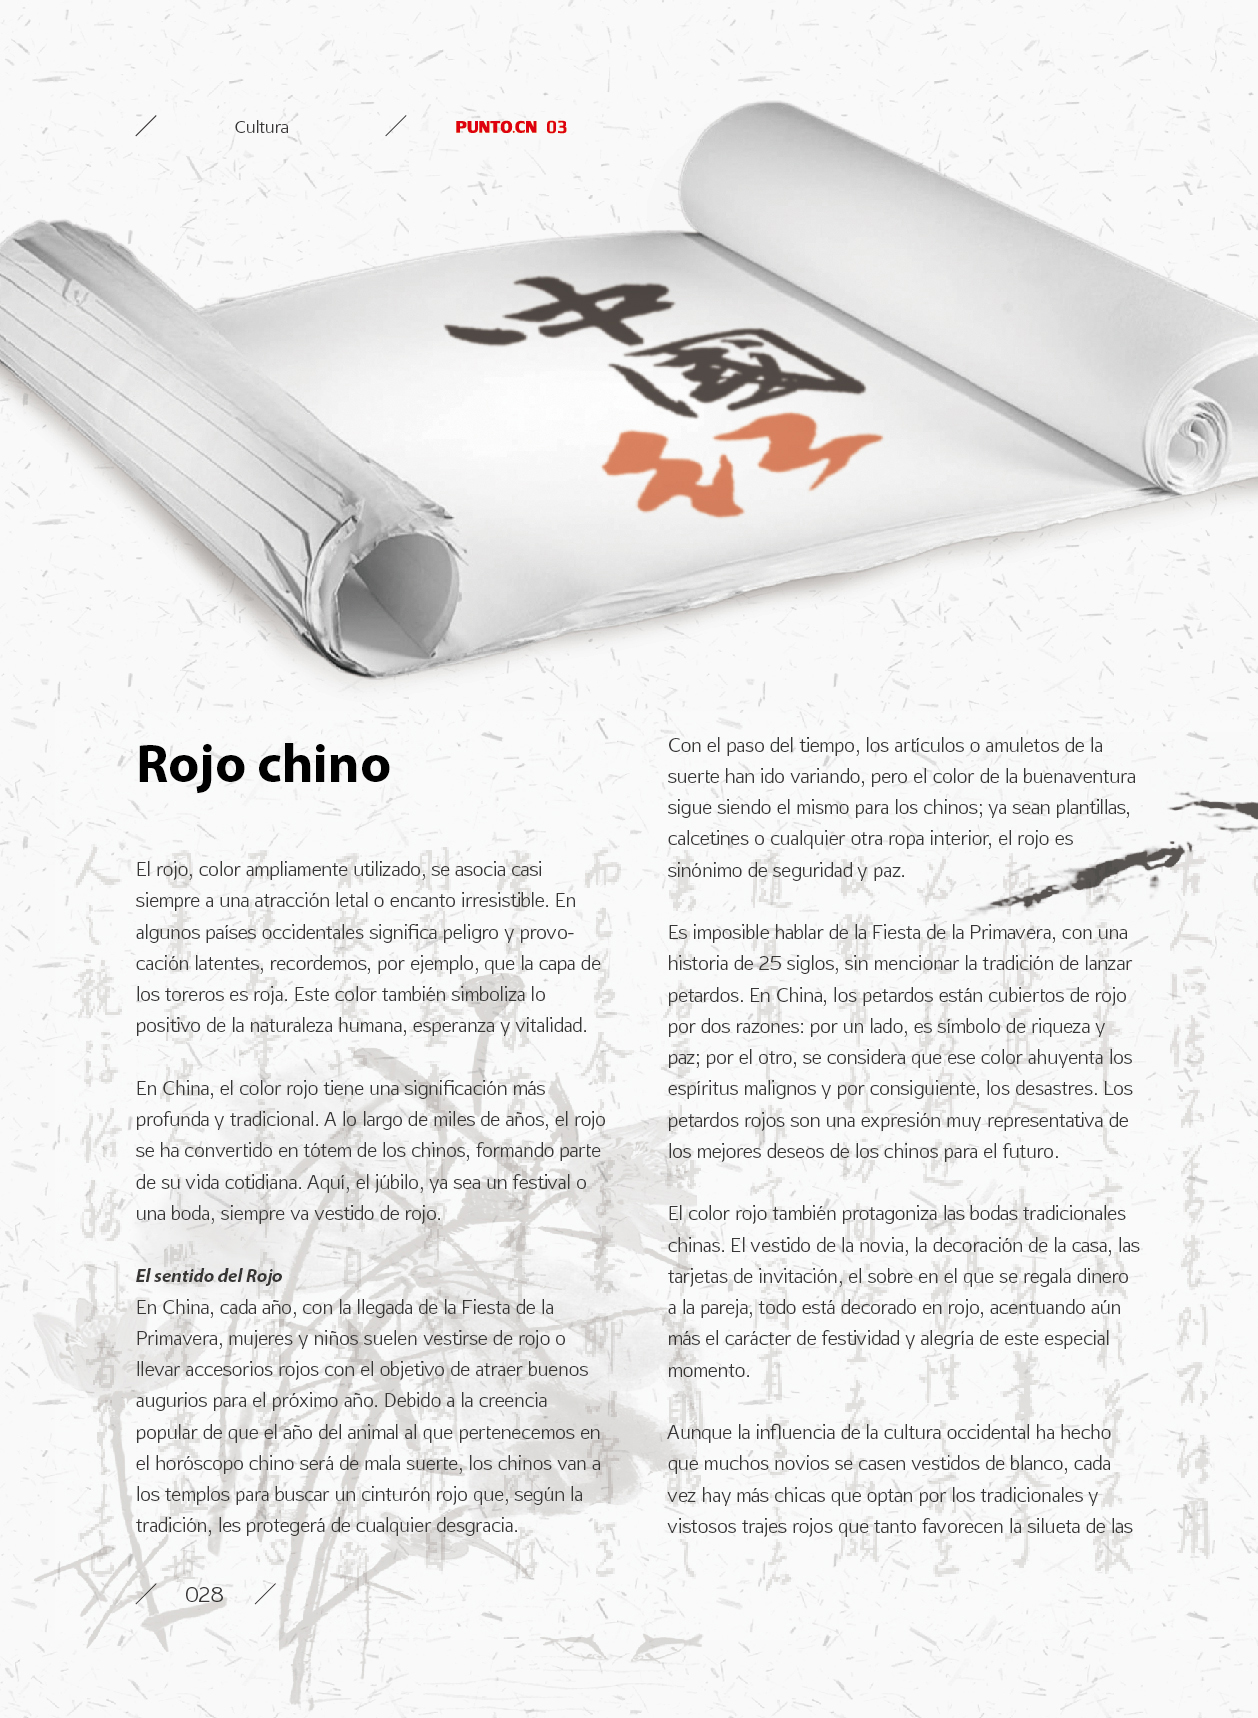 Cultura
PUNTO.CN 03
中國
红
Rojo chino
El rojo, color ampliamente utilizado, se asocia casi
siempre a una atracción letal o encanto irresistible. En
algunos países occidentales significa peligro y provo-
cación latentes, recordemos, por ejemplo, que la capa de
los toreros es roja. Este color también simboliza lo
positivo de la naturaleza humana, esperanza y vitalidad.
En China, el color rojo tiene una significación más
profunda y tradicional. A lo largo de miles de años, el rojo
se ha convertido en tótem de los chinos, formando parte
de su vida cotidiana. Aquí, el júbilo, ya sea un festival o
una boda, siempre va vestido de rojo.
El sentido del Rojo
En China, cada año, con la llegada de la Fiesta de la
Primavera, mujeres y niños suelen vestirse de rojo o
llevar accesorios rojos con el objetivo de atraer buenos
augurios para el próximo año. Debido a la creencia
popular de que el año del animal al que pertenecemos en
el horóscopo chino será de mala suerte, los chinos van a
los templos para buscar un cinturón rojo que, según la
tradición, les protegerá de cualquier desgracia.
Con el paso del tiempo, los artículos o amuletos de la
suerte han ido variando, pero el color de la buenaventura
sigue siendo el mismo para los chinos; ya sean plantillas,
calcetines o cualquier otra ropa interior, el rojo es
sinónimo de seguridad y paz.
Es imposible hablar de la Fiesta de la Primavera, con una
historia de 25 siglos, sin mencionar la tradición de lanzar
petardos. En China, los petardos están cubiertos de rojo
por dos razones: por un lado, es símbolo de riqueza y
paz; por el otro, se considera que ese color ahuyenta los
espíritus malignos y por consiguiente, los desastres. Los
petardos rojos son una expresión muy representativa de
los mejores deseos de los chinos para el futuro.
El color rojo también protagoniza las bodas tradicionales
chinas. El vestido de la novia, la decoración de la casa, las
tarjetas de invitación, el sobre en el que se regala dinero
a la pareja, todo está decorado en rojo, acentuando aún
más el carácter de festividad y alegría de este especial
momento.
Aunque la influencia de la cultura occidental ha hecho
que muchos novios se casen vestidos de blanco, cada
vez hay más chicas que optan por los tradicionales y
vistosos trajes rojos que tanto favorecen la silueta de las
028